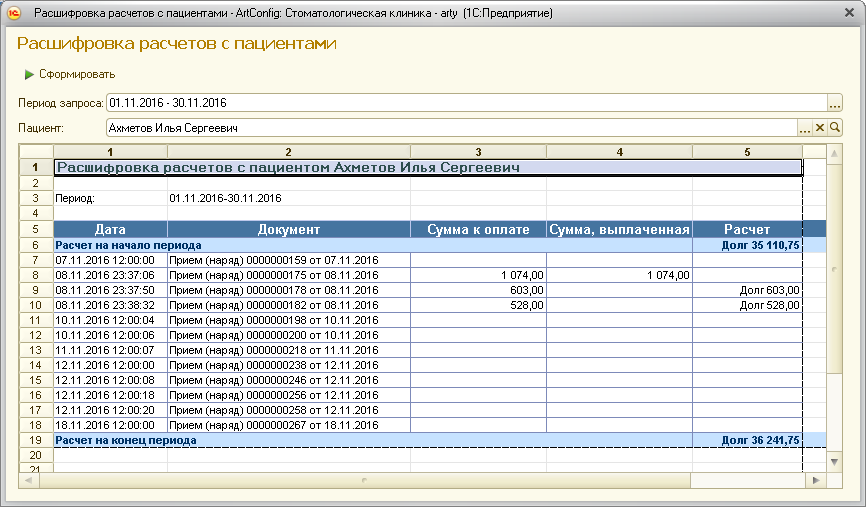 Расшифровка расчетов с пациентами - ArtConfig: Стоматологическая клиника - arty (1С:Предприятие)
Расшифровка расчетов с пациентами
Сформировать
Период запроса: 01.11.2016 - 30.11.2016 ...
Пациент: Ахметов Илья Сергеевич ...
1 2 3 4 5
1 Расшифровка расчетов с пациентом Ахметов Илья Сергеевич
2
3 Период: 01.11.2016-30.11.2016
4
5 Дата Документ Сумма к оплате Сумма, выплаченная Расчет
6 Расчет на начало периода Долг 35 110,75
7 07.11.2016 12:00:00 Прием (наряд) 0000000159 от 07.11.2016
8 08.11.2016 23:37:06 Прием (наряд) 0000000175 от 08.11.2016 1 074,00 1 074,00
9 08.11.2016 23:37:50 Прием (наряд) 0000000178 от 08.11.2016 603,00 Долг 603,00
10 08.11.2016 23:38:32 Прием (наряд) 0000000182 от 08.11.2016 528,00 Долг 528,00
11 10.11.2016 12:00:04 Прием (наряд) 0000000198 от 10.11.2016
12 10.11.2016 12:00:06 Прием (наряд) 0000000200 от 10.11.2016
13 11.11.2016 12:00:07 Прием (наряд) 0000000218 от 11.11.2016
14 12.11.2016 12:00:00 Прием (наряд) 0000000238 от 12.11.2016
15 12.11.2016 12:00:08 Прием (наряд) 0000000246 от 12.11.2016
16 12.11.2016 12:00:18 Прием (наряд) 0000000256 от 12.11.2016
17 12.11.2016 12:00:20 Прием (наряд) 0000000258 от 12.11.2016
18 18.11.2016 12:00:00 Прием (наряд) 0000000267 от 18.11.2016
19 Расчет на конец периода Долг 36 241,75
20
21